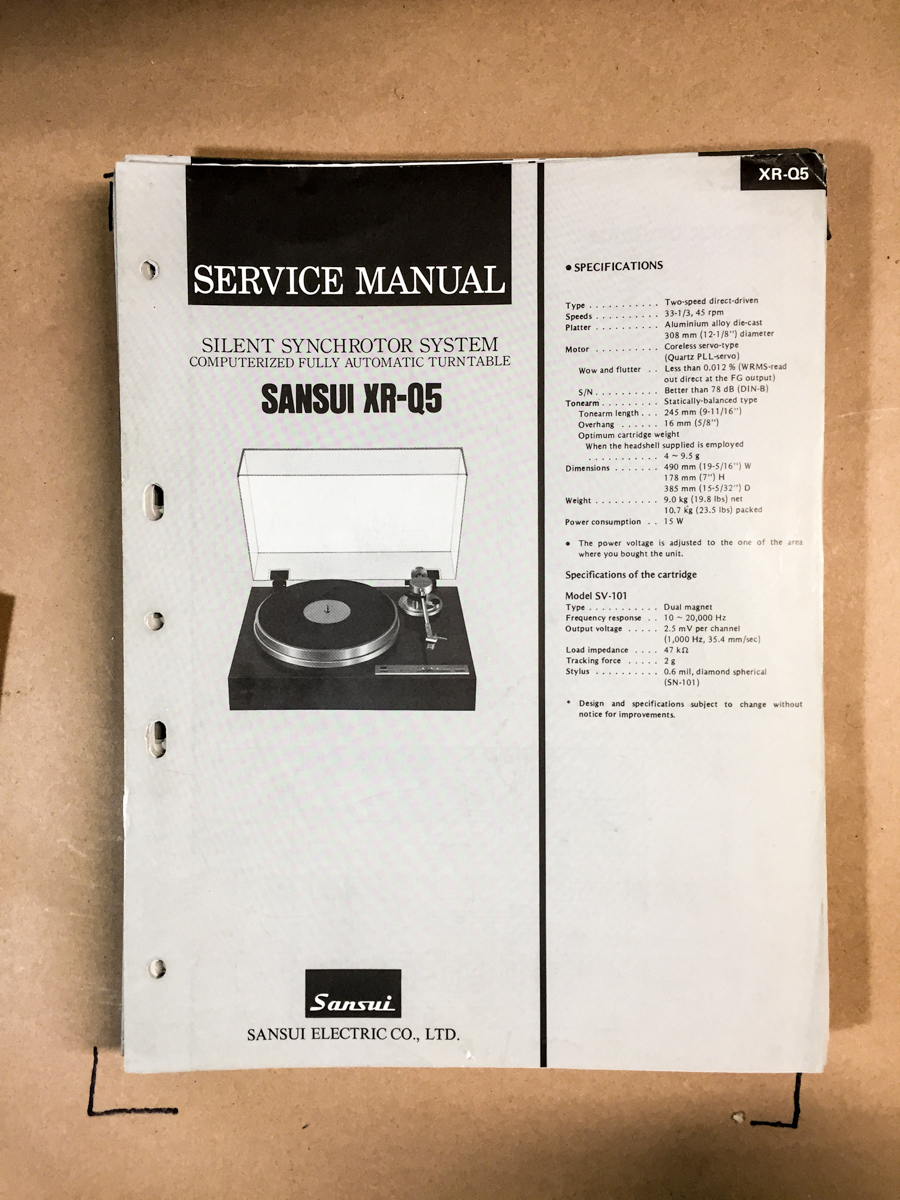 XR-Q5
SERVICE MANUAL
SILENT SYNCHROTOR SYSTEM
COMPUTERIZED FULLY AUTOMATIC TURNTABLE
SANSUI XR-Q5
Sansui
SANSUI ELECTRIC CO., LTD.
● SPECIFICATIONS
Type . . . . . . . . . . . Two-speed direct-driven
Speeds . . . . . . . . . . 33-1/3, 45 rpm
Platter . . . . . . . . . . Aluminium alloy die-cast
308 mm (12-1/8'') diameter
Motor . . . . . . . . . . Coreless servo-type
(Quartz PLL-servo)
Wow and flutter . . Less than 0.012 % (WRMS-read
out direct at the FG output)
S/N . . . . . . . . . . Better than 78 dB (DIN-B)
Tonearm . . . . . . . . . Statically-balanced type
Tonearm length . . . 245 mm (9-11/16'')
Overhang . . . . . . 16 mm (5/8'')
Optimum cartridge weight
When the headshell supplied is employed
. . . . . . . . . . . 4 ~ 9.5 g
Dimensions . . . . . . . 490 mm (19-5/16'') W
178 mm (7'') H
385 mm (15-5/32'') D
Weight . . . . . . . . . . 9.0 kg (19.8 lbs) net
10.7 kg (23.5 lbs) packed
Power consumption . . 15 W
● The power voltage is adjusted to the one of the area
where you bought the unit.
Specifications of the cartridge
Model SV-101
Type . . . . . . . . . . . Dual magnet
Frequency response . . 10 ~ 20,000 Hz
Output voltage . . . . . 2.5 mV per channel
(1,000 Hz, 35.4 mm/sec)
Load impedance . . . . 47 kΩ
Tracking force . . . . . 2 g
Stylus . . . . . . . . . . 0.6 mil, diamond spherical
(SN-101)
* Design and specifications subject to change without
notice for improvements.